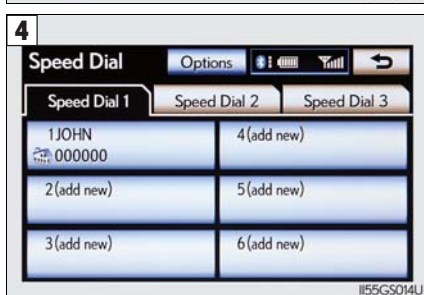 4
Speed Dial Options
Speed Dial 1 Speed Dial 2 Speed Dial 3
1JOHN 4(add new)
000000
2(add new) 5(add new)
3(add new) 6(add new)
II55GS014U